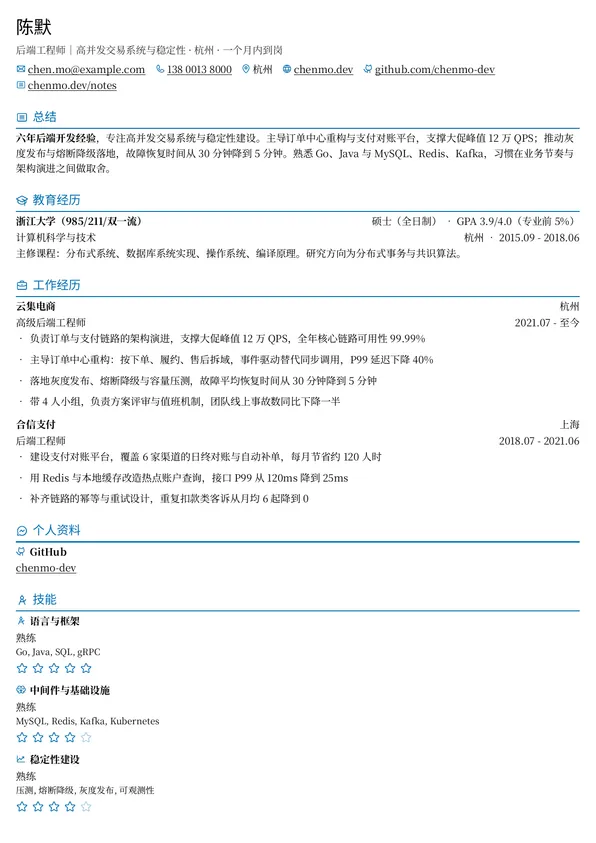 陈默
后端工程师｜高并发交易系统与稳定性 · 杭州 · 一个月内到岗
chen.mo@example.com 138 0013 8000 杭州 chenmo.dev github.com/chenmo-dev
chenmo.dev/notes
总结
六年后端开发经验，专注高并发交易系统与稳定性建设。主导订单中心重构与支付对账平台，支撑大促峰值 12 万 QPS；推动灰
度发布与熔断降级落地，故障恢复时间从 30 分钟降到 5 分钟。熟悉 Go、Java 与 MySQL、Redis、Kafka，习惯在业务节奏与
架构演进之间做取舍。
教育经历
浙江大学（985/211/双一流） 硕士（全日制） · GPA 3.9/4.0（专业前 5%）
计算机科学与技术 杭州 · 2015.09 - 2018.06
主修课程：分布式系统、数据库系统实现、操作系统、编译原理。研究方向为分布式事务与共识算法。
工作经历
云集电商 杭州
高级后端工程师 2021.07 - 至今
· 负责订单与支付链路的架构演进，支撑大促峰值 12 万 QPS，全年核心链路可用性 99.99%
· 主导订单中心重构：按下单、履约、售后拆域，事件驱动替代同步调用，P99 延迟下降 40%
· 落地灰度发布、熔断降级与容量压测，故障平均恢复时间从 30 分钟降到 5 分钟
· 带 4 人小组，负责方案评审与值班机制，团队线上事故数同比下降一半
合信支付 上海
后端工程师 2018.07 - 2021.06
· 建设支付对账平台，覆盖 6 家渠道的日终对账与自动补单，每月节省约 120 人时
· 用 Redis 与本地缓存改造热点账户查询，接口 P99 从 120ms 降到 25ms
· 补齐链路的幂等与重试设计，重复扣款类客诉从月均 6 起降到 0
个人资料
GitHub
chenmo-dev
技能
语言与框架
熟练
Go, Java, SQL, gRPC
中间件与基础设施
熟练
MySQL, Redis, Kafka, Kubernetes
稳定性建设
熟练
压测, 熔断降级, 灰度发布, 可观测性